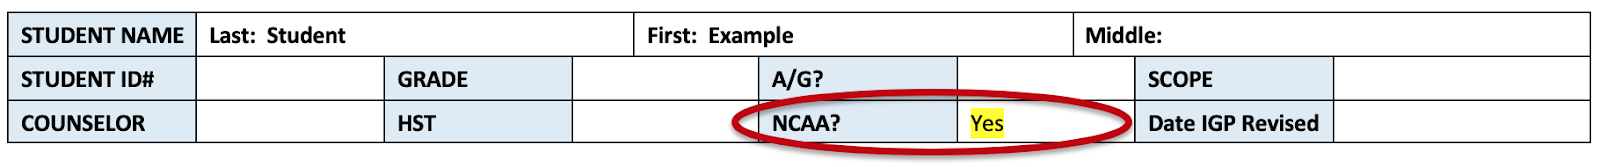 STUDENT NAME Last: Student First: Example Middle:
STUDENT ID# GRADE A/G? SCOPE
COUNSELOR HST NCAA? Yes Date IGP Revised